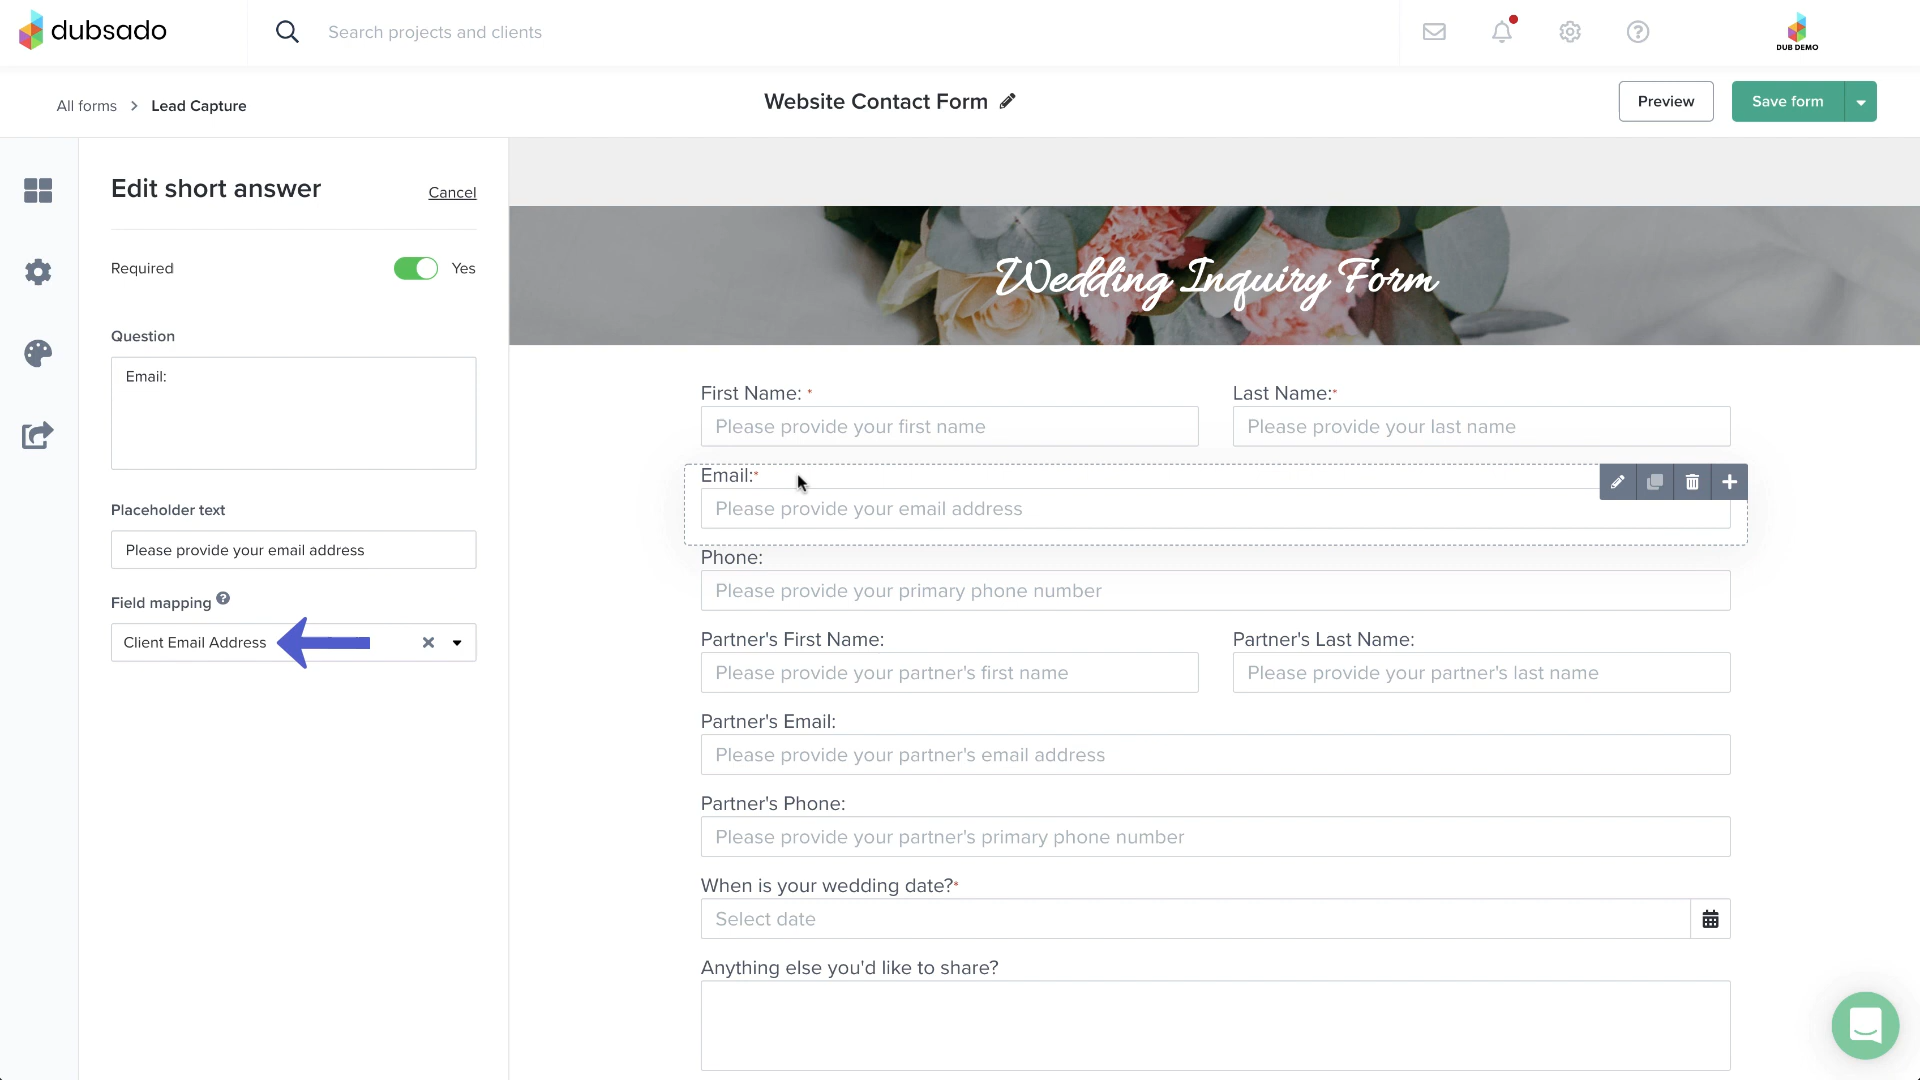 dubsado
Search projects and clients
DUB DEMO
All forms > Lead Capture
Website Contact Form
Preview
Save form
Edit short answer
Cancel
Required
Yes
Question
Email:
Placeholder text
Please provide your email address
Field mapping
Client Email Address
Wedding Inquiry Form
First Name: *
Last Name:*
Please provide your first name
Please provide your last name
Email:*
Please provide your email address
Phone:
Please provide your primary phone number
Partner's First Name:
Partner's Last Name:
Please provide your partner's first name
Please provide your partner's last name
Partner's Email:
Please provide your partner's email address
Partner's Phone:
Please provide your partner's primary phone number
When is your wedding date?*
Select date
Anything else you'd like to share?